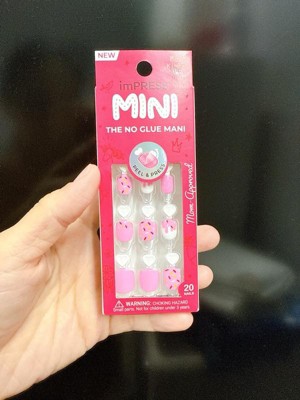 NEW
imPRESS
MINI
THE NO GLUE MANI
PEEL & PRESS
Mom-Approved
20
NAILS
WARNING: CHOKING HAZARD
Small parts. Not for children under 3 years.